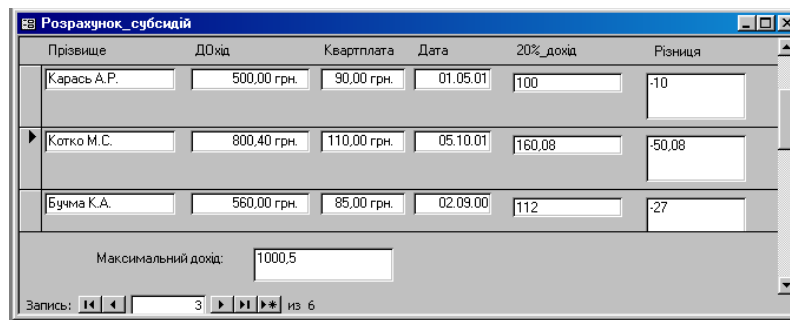 Розрахунок_субсидій
Прізвище ДОхід Квартплата Дата 20%_дохід Різниця
Карась А.Р. 500,00 грн. 90,00 грн. 01.05.01 100 -10
Котко М.С. 800,40 грн. 110,00 грн. 05.10.01 160,08 -50,08
Бучма К.А. 560,00 грн. 85,00 грн. 02.09.00 112 -27
Максимальний дохід: 1000,5
Запись: 3 из 6